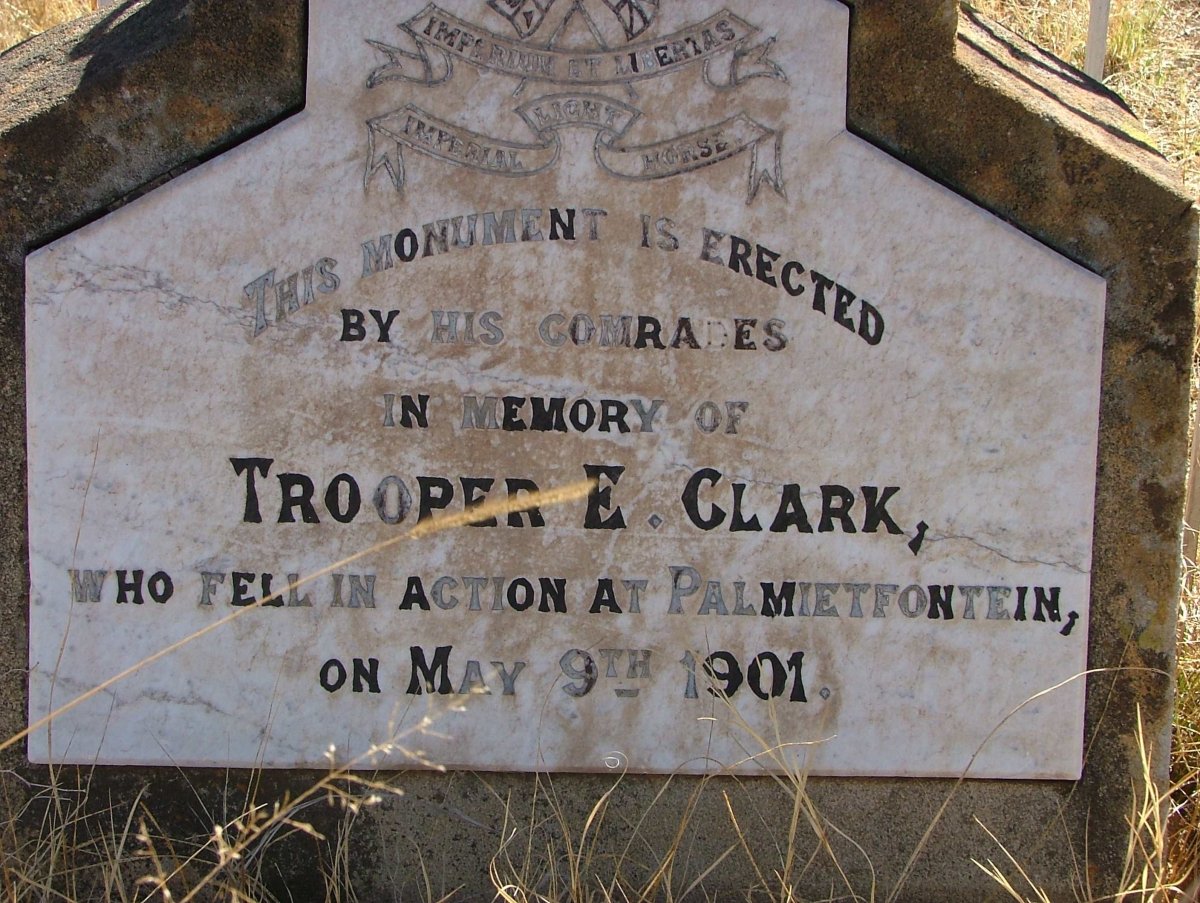 IMPERIUM ET LIBERTAS
IMPERIAL LIGHT HORSE.
THIS MONUMENT IS ERECTED
BY HIS COMRADES
IN MEMORY OF
TROOPER E. CLARK,
WHO FELL IN ACTION AT PALMIETFONTEIN,
ON MAY 9TH 1901.